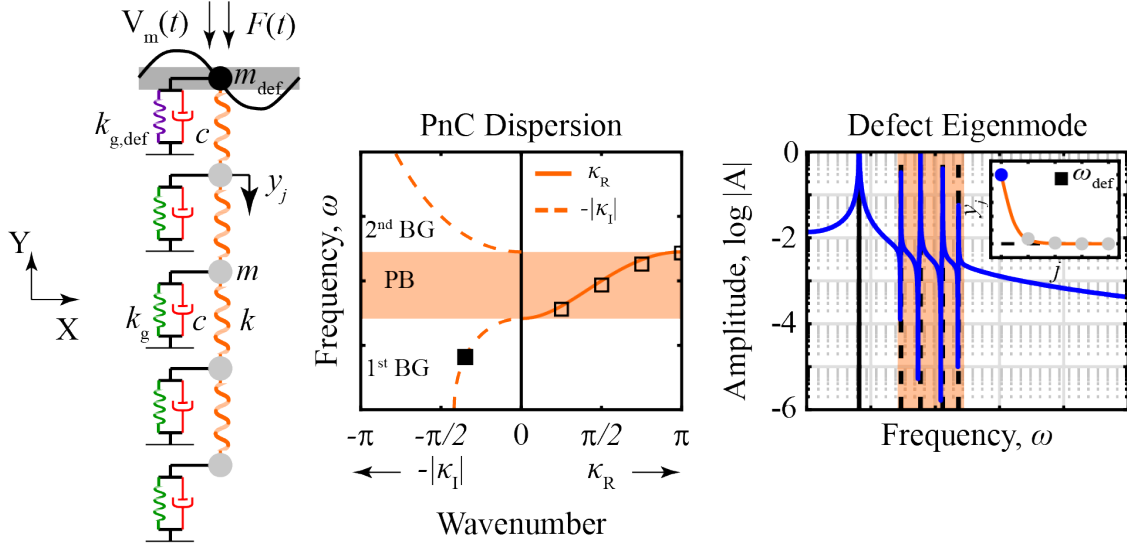 V_m(t) F(t)
m_def
k_g,def c
y_j
Y
X
m
k_g c k
PnC Dispersion
Frequency, ω
κ_R
-|κ_I|
2nd BG
PB
1st BG
-π -π/2 0 π/2 π
-|κ_I| κ_R
Wavenumber
Defect Eigenmode
Amplitude, log |A|
0
-2
-4
-6
ω_def
y_j
j
Frequency, ω